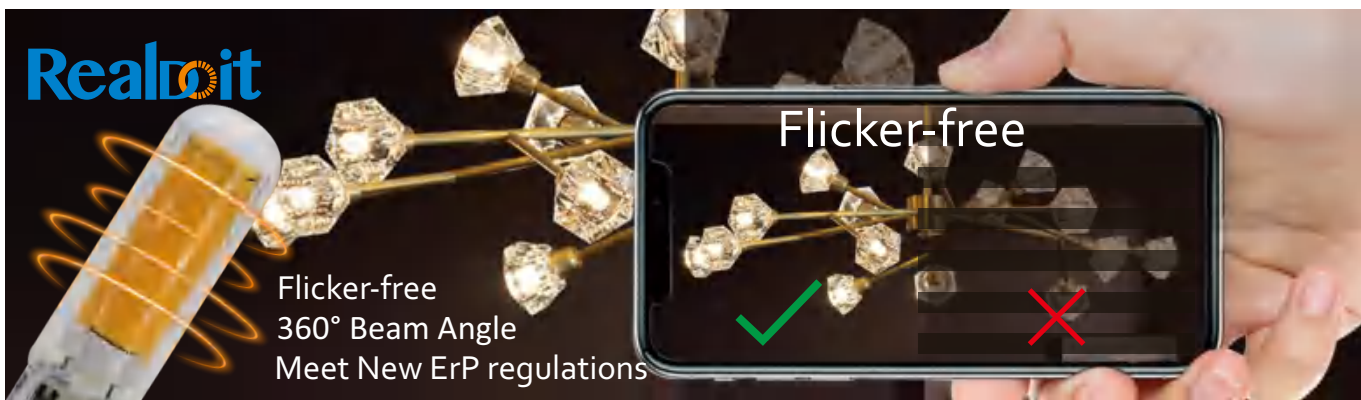 Realdoit
Flicker-free
Flicker-free
360° Beam Angle
Meet New ErP regulations